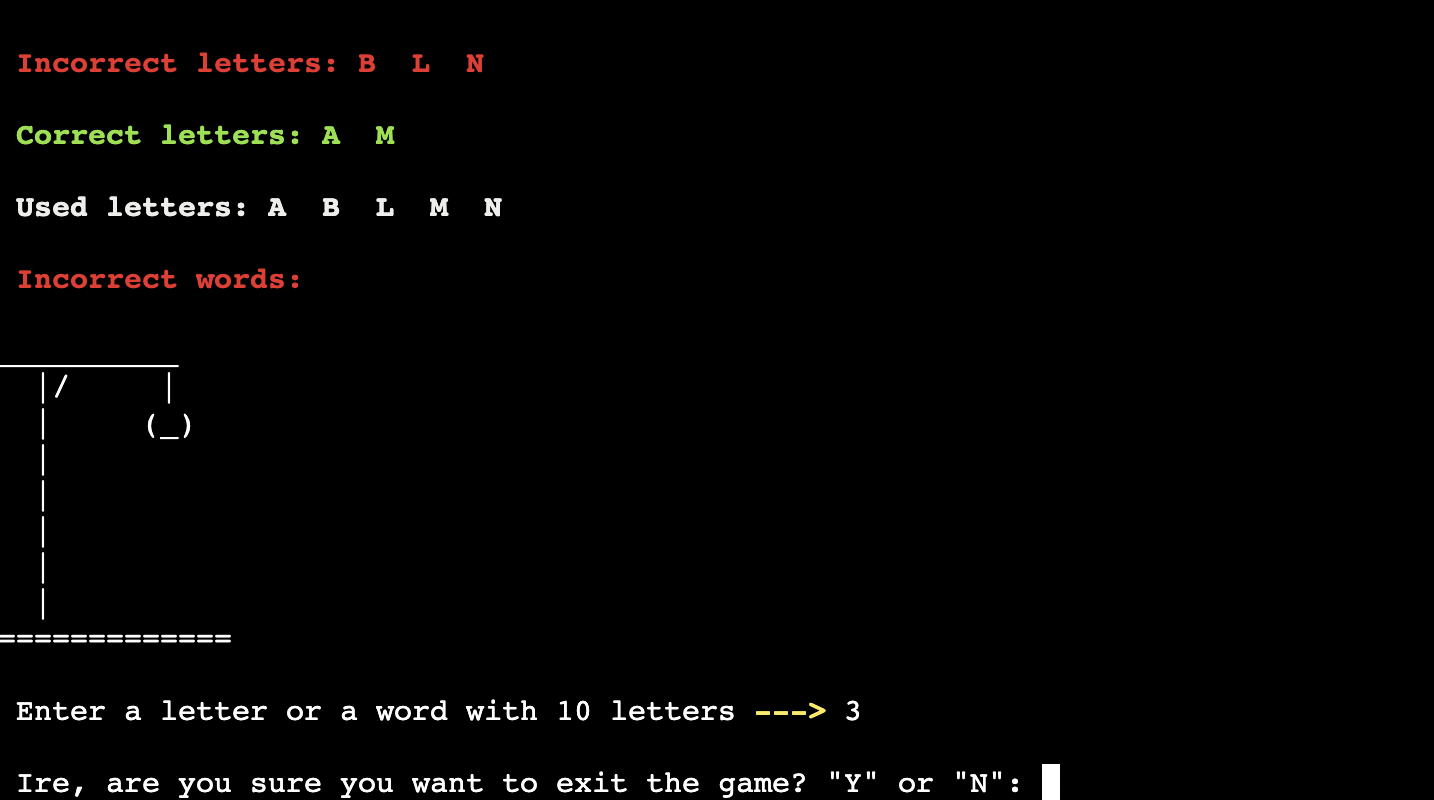 Incorrect letters: B L N
Correct letters: A M
Used letters: A B L M N
Incorrect words:
Enter a letter or a word with 10 letters ---> 3
Ire, are you sure you want to exit the game? "Y" or "N":